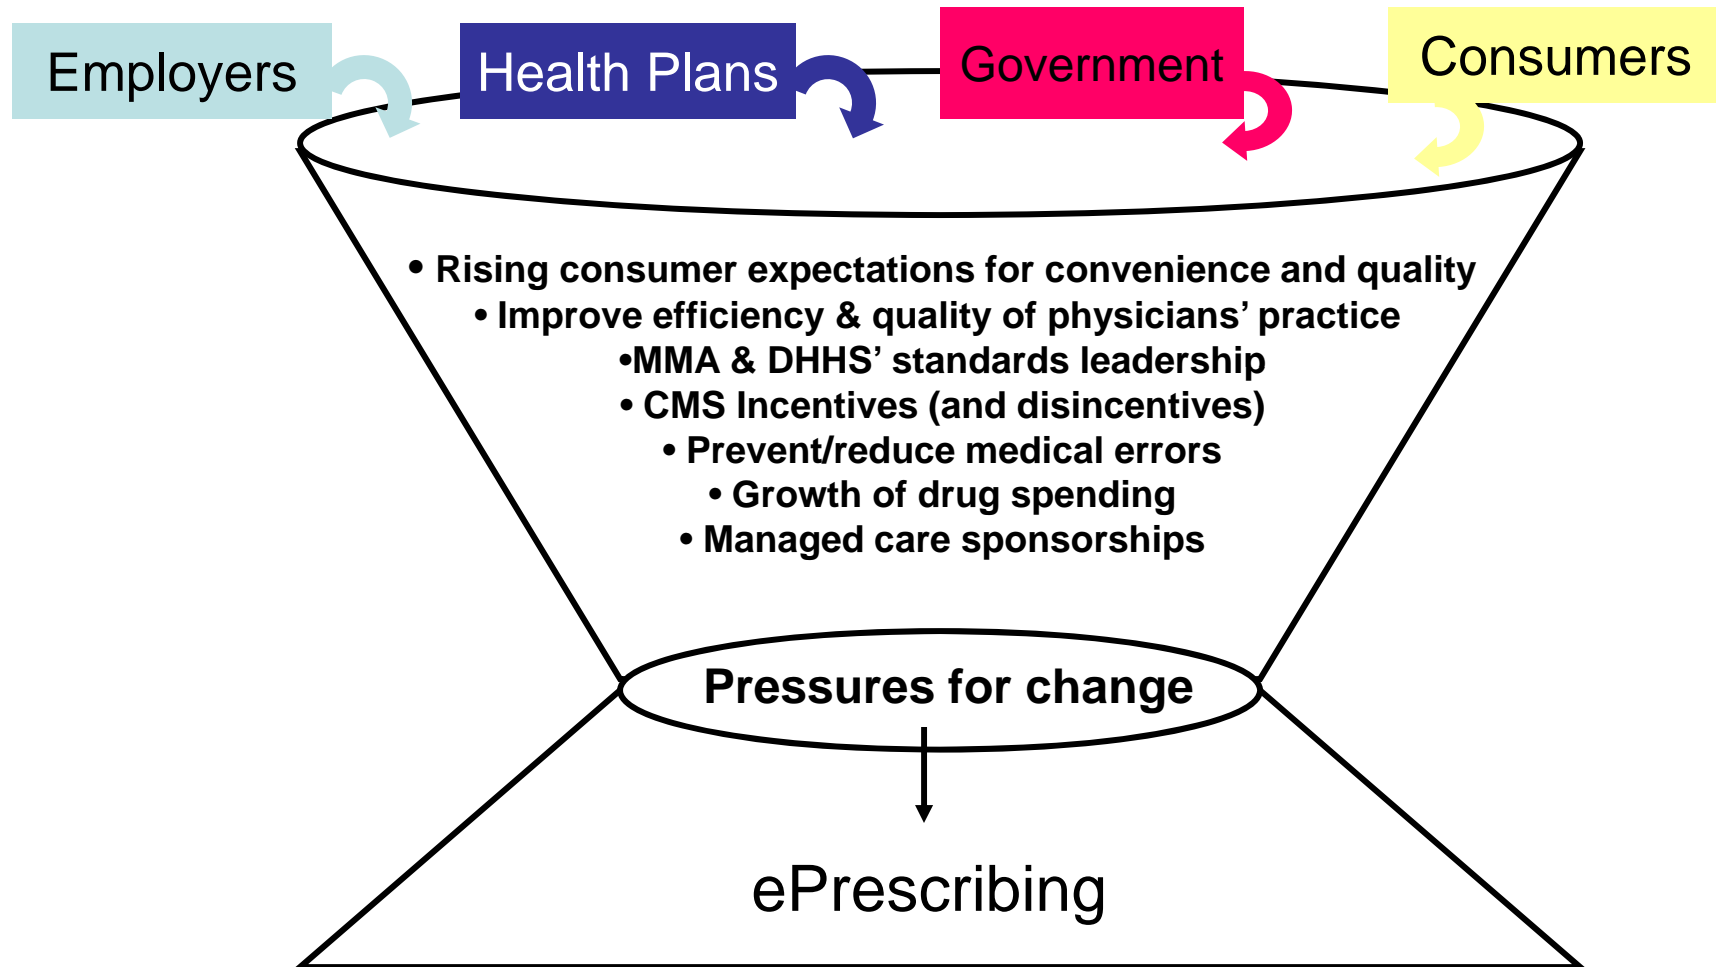 Employers
Health Plans
Government
Consumers
• Rising consumer expectations for convenience and quality
• Improve efficiency & quality of physicians’ practice
•MMA & DHHS’ standards leadership
• CMS Incentives (and disincentives)
• Prevent/reduce medical errors
• Growth of drug spending
• Managed care sponsorships
Pressures for change
ePrescribing